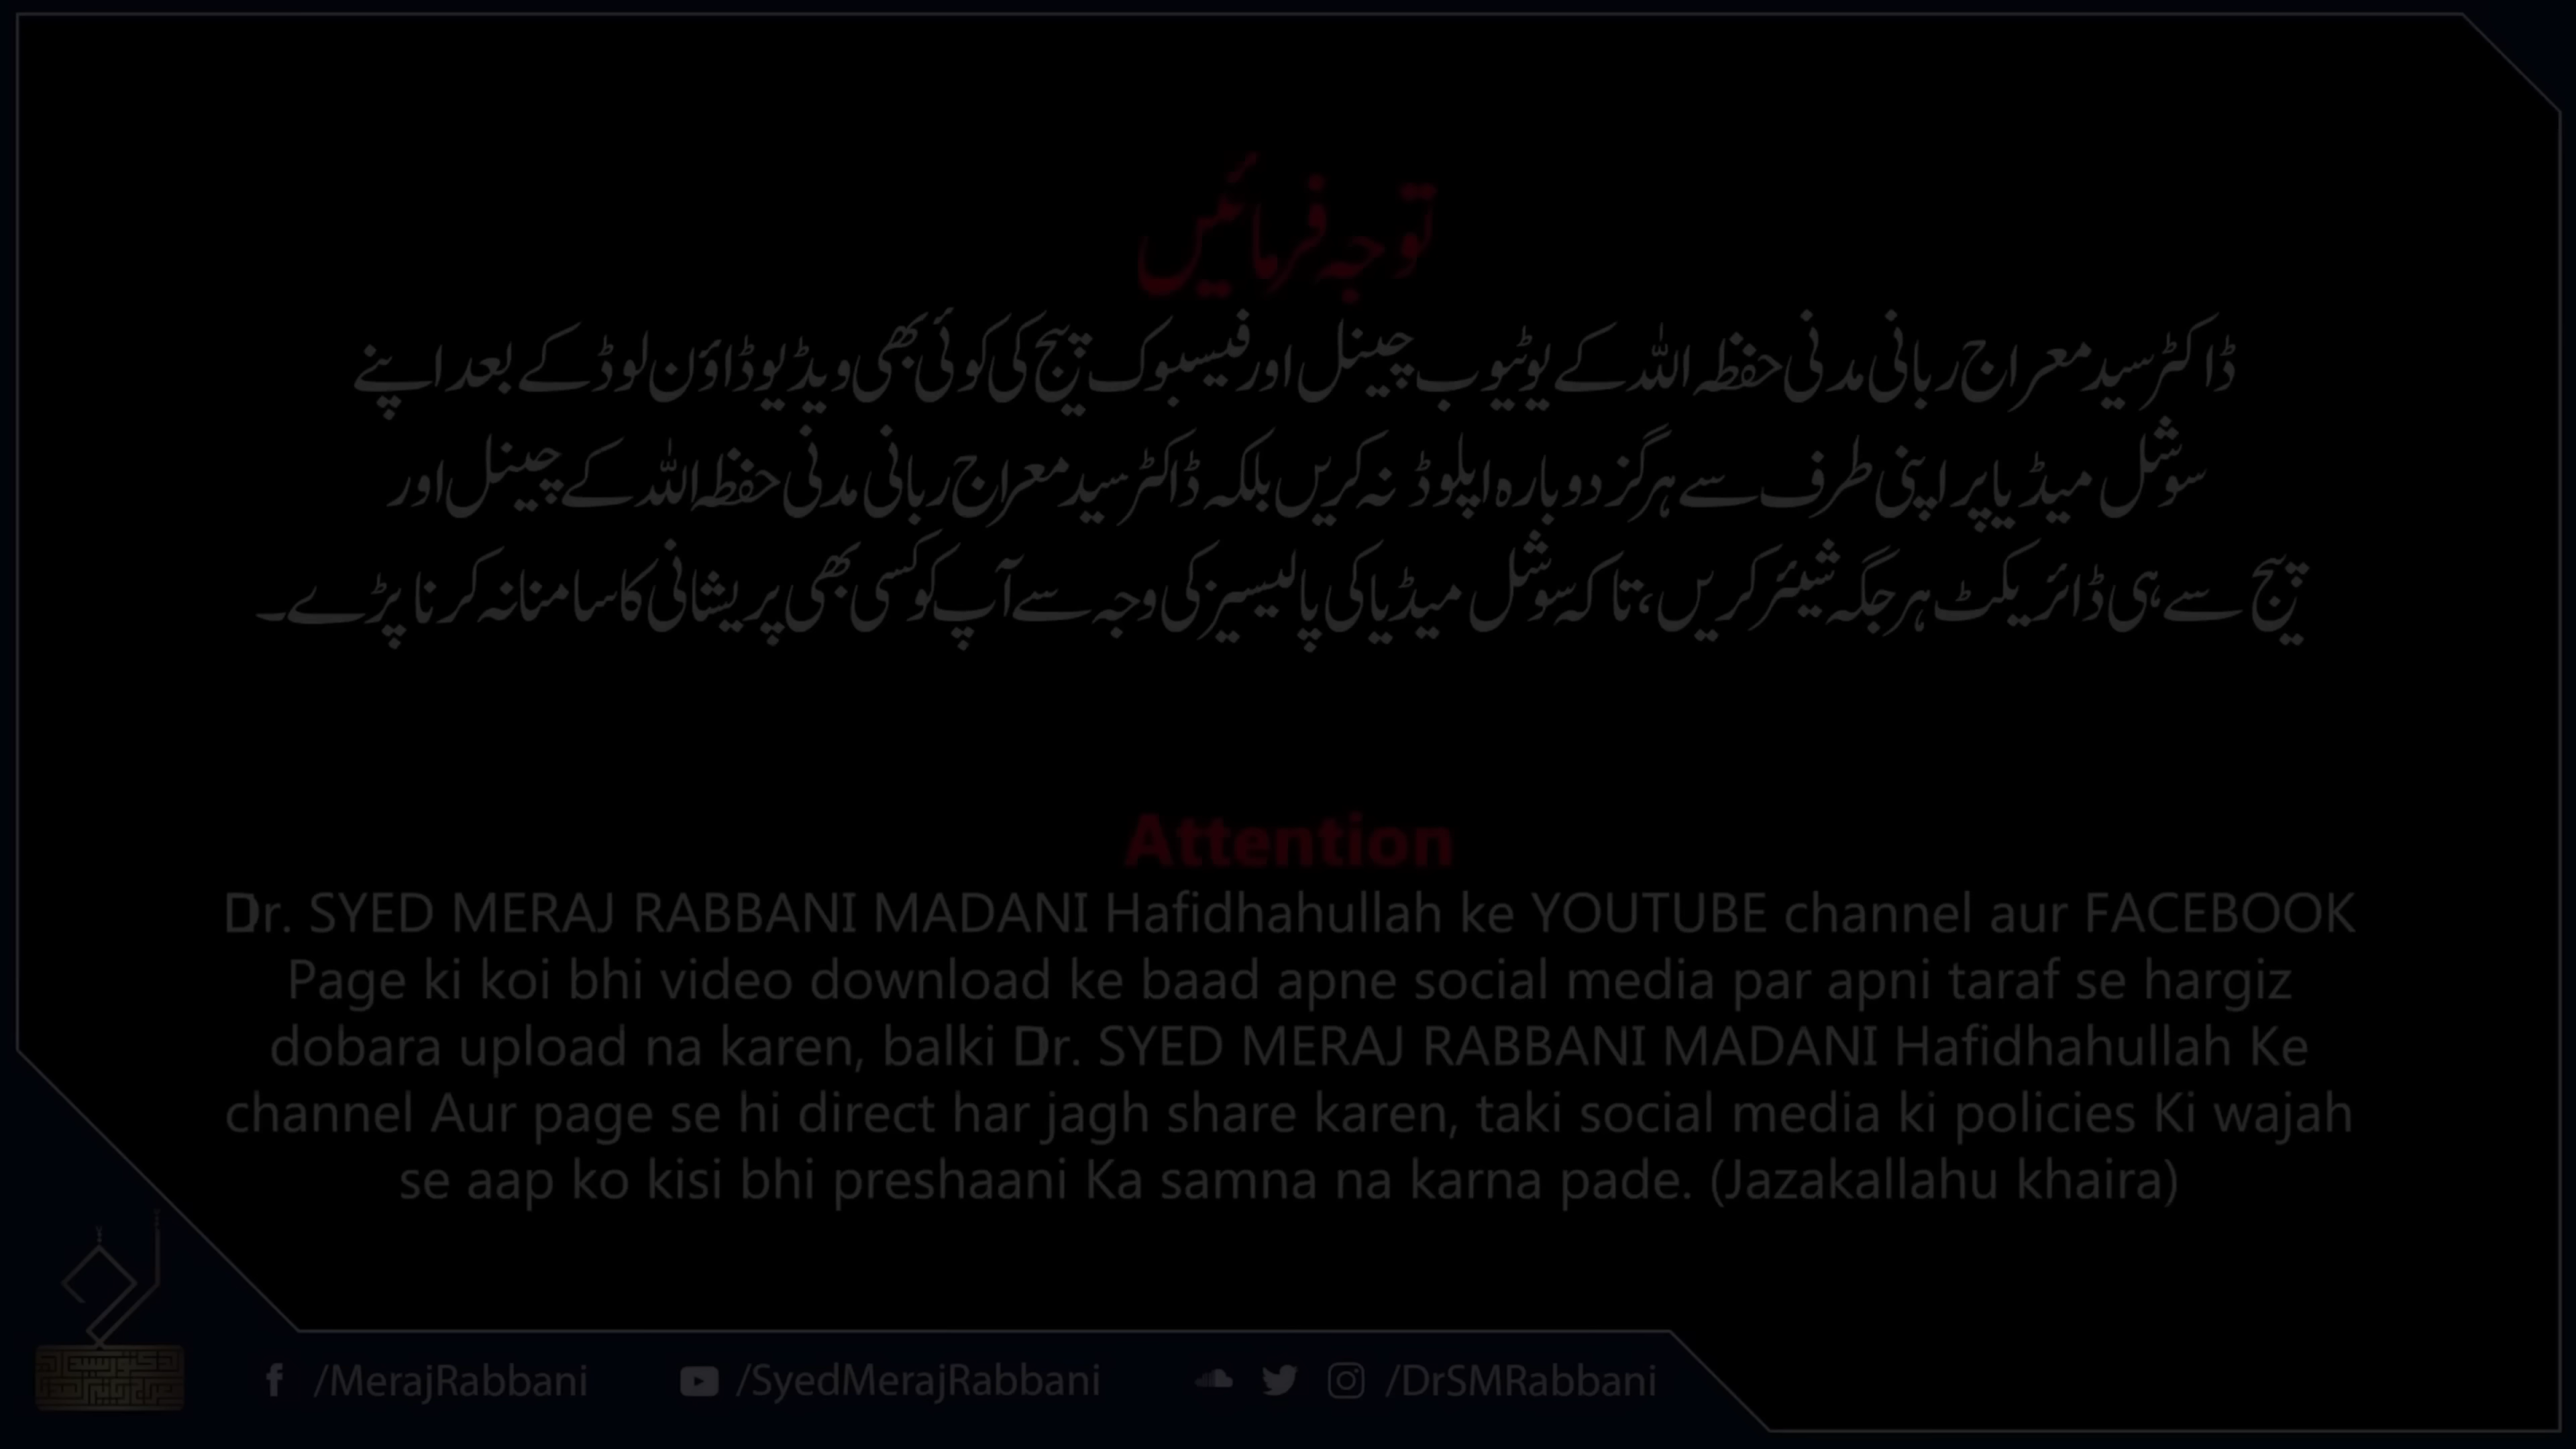 توجہ فرمائیں
ڈاکٹر سید معراج ربانی مدنی حفظہ اللہ کے یوٹیوب چینل اور فیسبوک پیج کی کوئی بھی ویڈیو ڈاؤن لوڈ کے بعد اپنے
سوشل میڈیا پر اپنی طرف سے ہرگز دوبارہ اپلوڈ نہ کریں بلکہ ڈاکٹر سید معراج ربانی مدنی حفظہ اللہ کے چینل اور
پیج سے ہی ڈائریکٹ ہر جگہ شیئر کریں، تا کہ سوشل میڈیا کی پالیسیز کی وجہ سے آپ کو کسی بھی پریشانی کا سامنا نہ کرنا پڑے۔
Attention
Dr. SYED MERAJ RABBANI MADANI Hafidhahullah ke YOUTUBE channel aur FACEBOOK
Page ki koi bhi video download ke baad apne social media par apni taraf se hargiz
dobara upload na karen, balki Dr. SYED MERAJ RABBANI MADANI Hafidhahullah Ke
channel Aur page se hi direct har jagh share karen, taki social media ki policies Ki wajah
se aap ko kisi bhi preshaani Ka samna na karna pade. (Jazakallahu khaira)
/MerajRabbani /SyedMerajRabbani /DrSMRabbani